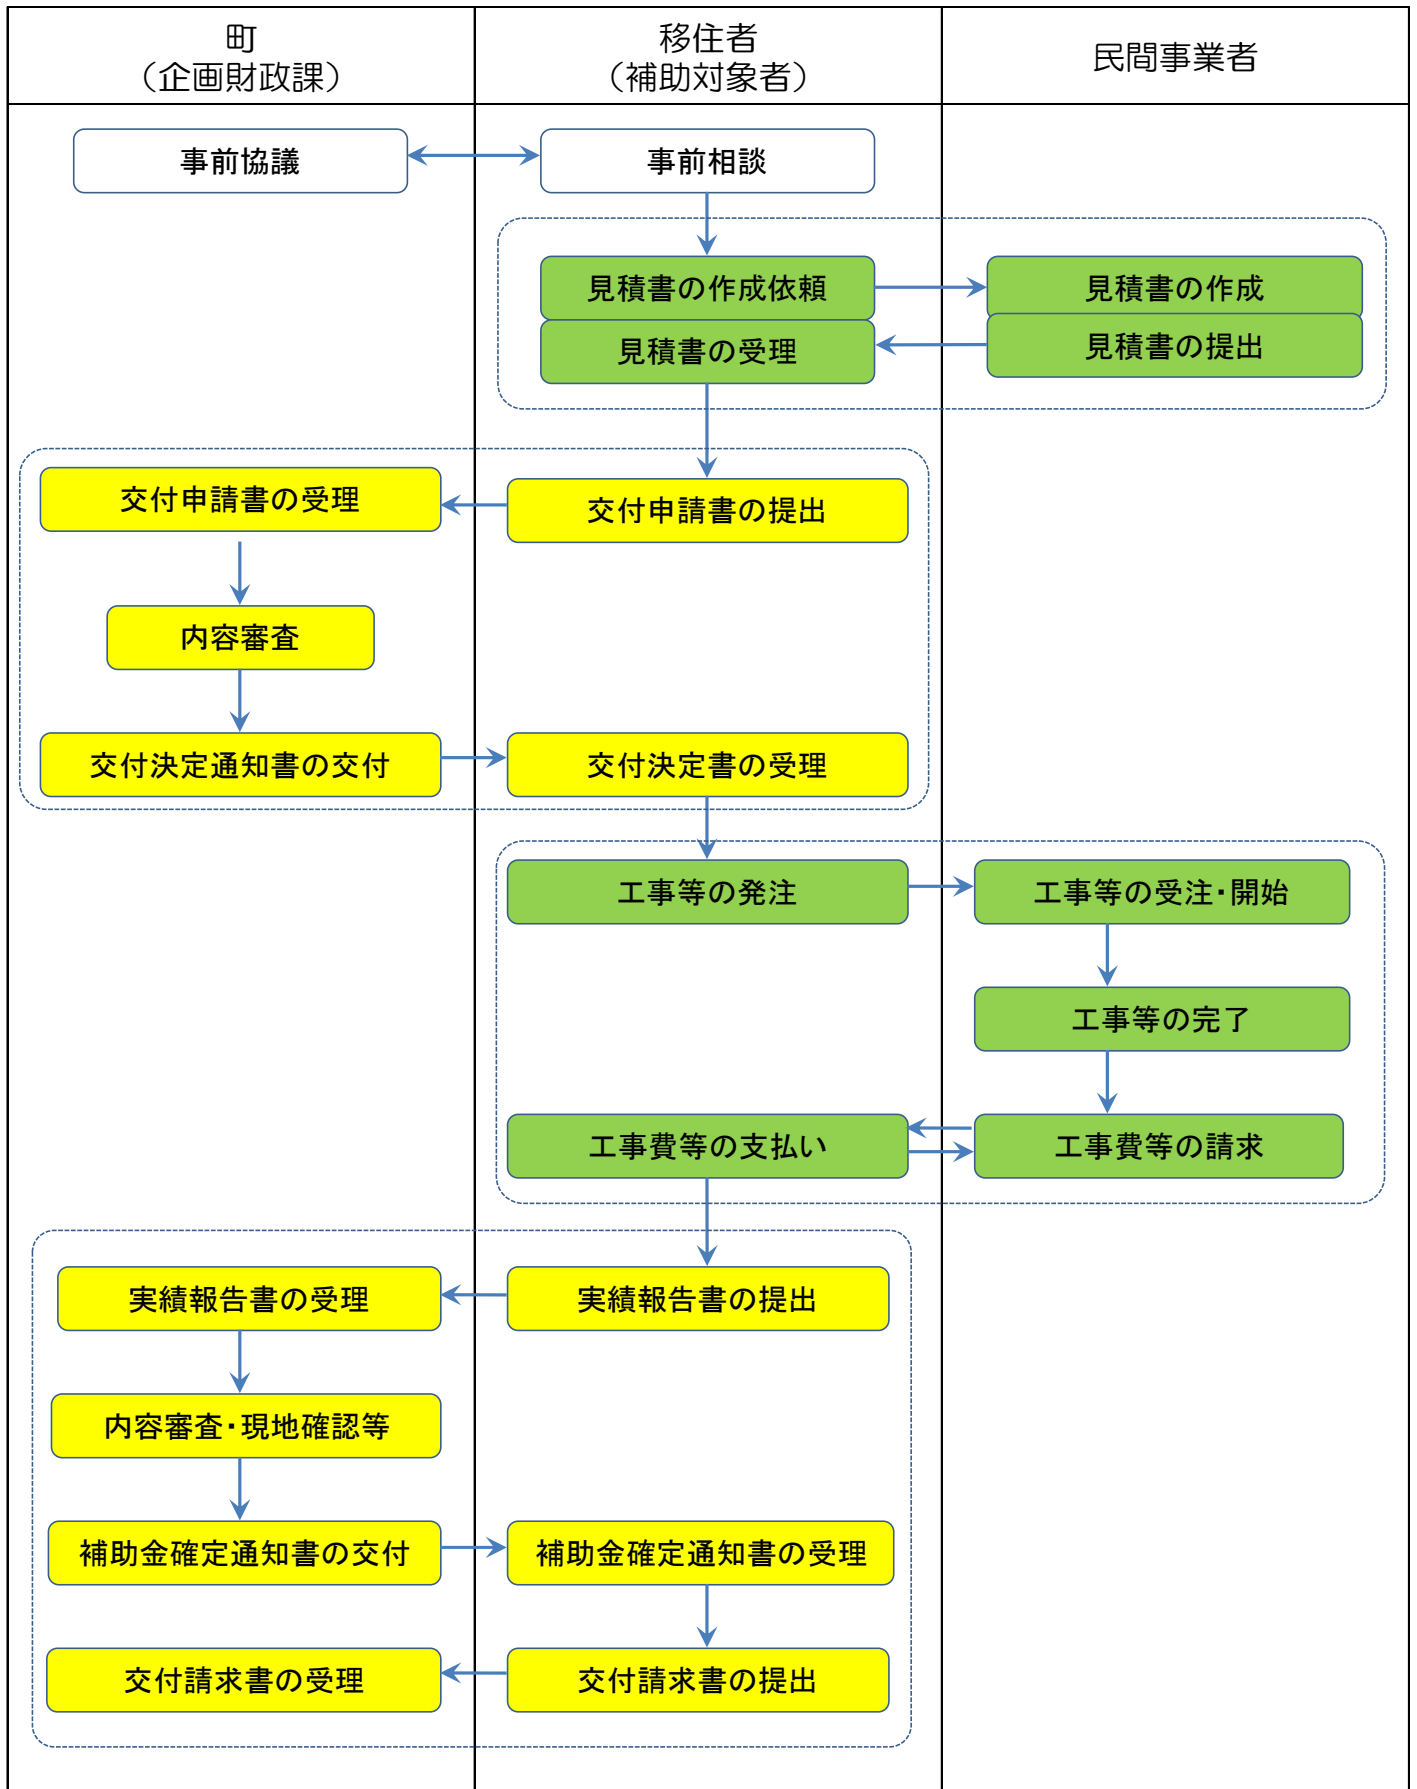 町
（企画財政課）
移住者
（補助対象者）
民間事業者
事前協議
事前相談
見積書の作成依頼
見積書の作成
見積書の受理
見積書の提出
交付申請書の受理
交付申請書の提出
内容審査
交付決定通知書の交付
交付決定書の受理
工事等の発注
工事等の受注・開始
工事等の完了
工事費等の支払い
工事費等の請求
実績報告書の受理
実績報告書の提出
内容審査・現地確認等
補助金確定通知書の交付
補助金確定通知書の受理
交付請求書の受理
交付請求書の提出